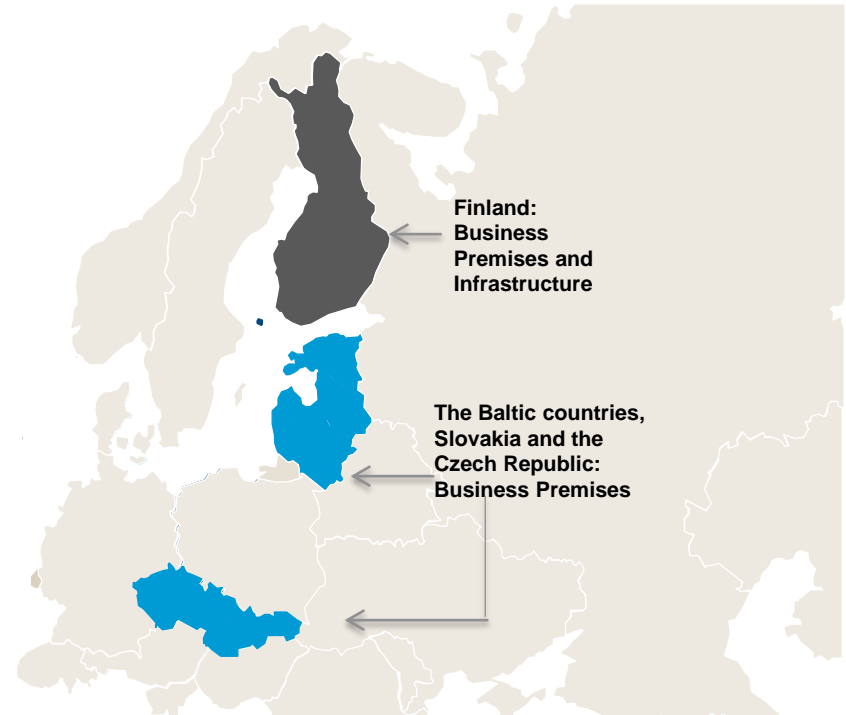 Finland:
Business
Premises and
Infrastructure
The Baltic countries,
Slovakia and the
Czech Republic:
Business Premises